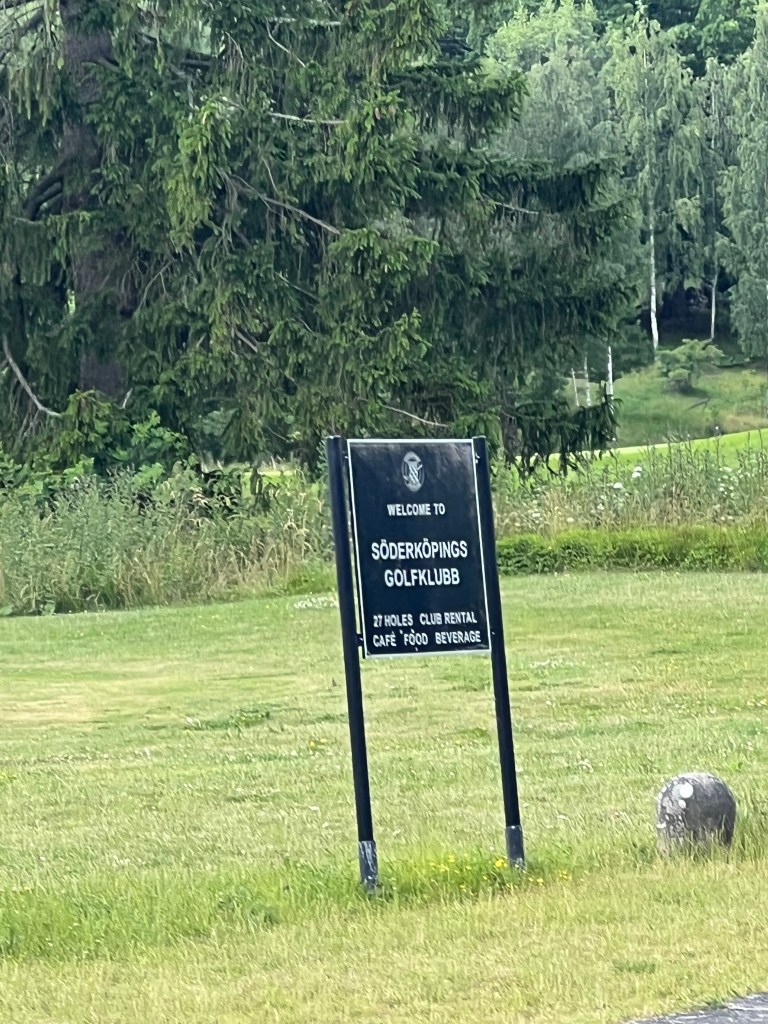 WELCOME TO
SÖDERKÖPINGS
GOLFKLUBB
27 HOLES CLUB RENTAL
CAFÉ FOOD BEVERAGE